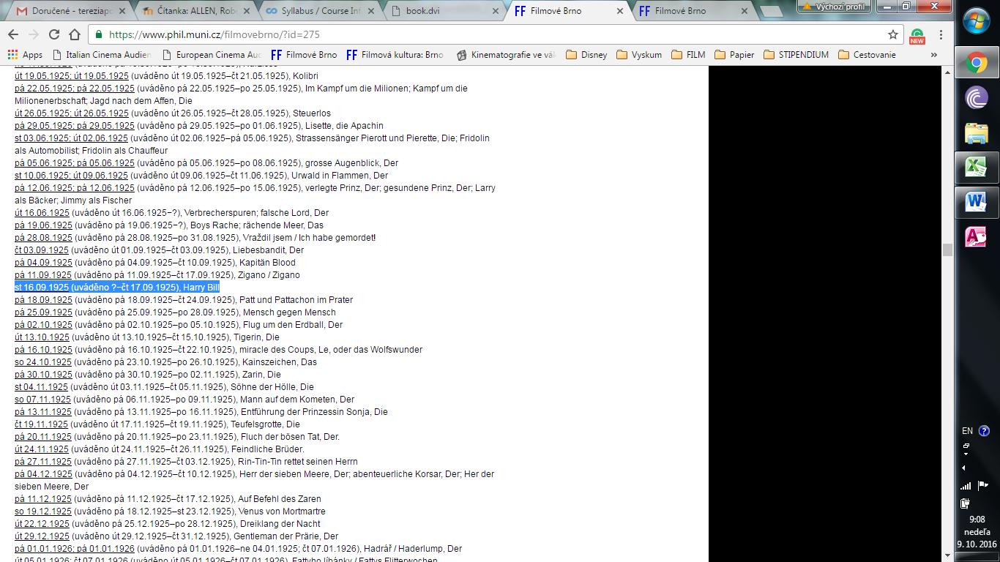 Doručené - tereziapo
Čítanka: ALLEN, Robe
Syllabus / Course Inf
book.dvi
FF Filmové Brno
FF Filmové Brno
Výchozí profil
https://www.phil.muni.cz/filmovebrno/?id=275
NEW
Apps
Italian Cinema Audien
European Cinema Auc
FF Filmové Brno
FF Filmová kultura: Brno
Kinematografie ve vál
Disney
Vyskum
FILM
Papier
STIPENDIUM
Cestovanie
»
út 19.05.1925; út 19.05.1925 (uváděno út 19.05.1925–čt 21.05.1925), Kolibri
pá 22.05.1925; pá 22.05.1925 (uváděno pá 22.05.1925–po 25.05.1925), Im Kampf um die Milionen; Kampf um die
Milionenerbschaft; Jagd nach dem Affen, Die
út 26.05.1925; út 26.05.1925 (uváděno út 26.05.1925–čt 28.05.1925), Steuerlos
pá 29.05.1925; pá 29.05.1925 (uváděno pá 29.05.1925–po 01.06.1925), Lisette, die Apachin
st 03.06.1925; út 02.06.1925 (uváděno út 02.06.1925–pá 05.06.1925), Strassensänger Pierott und Pierette, Die; Fridolin
als Automobilist; Fridolin als Chauffeur
pá 05.06.1925; pá 05.06.1925 (uváděno pá 05.06.1925–po 08.06.1925), grosse Augenblick, Der
st 10.06.1925; út 09.06.1925 (uváděno út 09.06.1925–čt 11.06.1925), Urwald in Flammen, Der
pá 12.06.1925; pá 12.06.1925 (uváděno pá 12.06.1925–po 15.06.1925), verlegte Prinz, Der; gesundene Prinz, Der; Larry
als Bäcker; Jimmy als Fischer
út 16.06.1925 (uváděno út 16.06.1925–?), Verbrecherspuren; falsche Lord, Der
pá 19.06.1925 (uváděno pá 19.06.1925–?), Boys Rache; rächende Meer, Das
pá 28.08.1925 (uváděno pá 28.08.1925–po 31.08.1925), Vraždil jsem / Ich habe gemordet!
čt 03.09.1925 (uváděno út 01.09.1925–čt 03.09.1925), Liebesbandit, Der
pá 04.09.1925 (uváděno pá 04.09.1925–čt 10.09.1925), Kapitän Blood
pá 11.09.1925 (uváděno pá 11.09.1925–čt 17.09.1925), Zigano / Zigano
st 16.09.1925 (uváděno ?–čt 17.09.1925), Harry Bill
pá 18.09.1925 (uváděno pá 18.09.1925–čt 24.09.1925), Patt und Pattachon im Prater
pá 25.09.1925 (uváděno pá 25.09.1925–po 28.09.1925), Mensch gegen Mensch
pá 02.10.1925 (uváděno pá 02.10.1925–po 05.10.1925), Flug um den Erdball, Der
út 13.10.1925 (uváděno út 13.10.1925–čt 15.10.1925), Tigerin, Die
pá 16.10.1925 (uváděno pá 16.10.1925–čt 22.10.1925), miracle des Coups, Le, oder das Wolfswunder
so 24.10.1925 (uváděno pá 23.10.1925–po 26.10.1925), Kainszeichen, Das
pá 30.10.1925 (uváděno pá 30.10.1925–po 02.11.1925), Zarin, Die
st 04.11.1925 (uváděno út 03.11.1925–čt 05.11.1925), Söhne der Hölle, Die
so 07.11.1925 (uváděno pá 06.11.1925–po 09.11.1925), Mann auf dem Kometen, Der
pá 13.11.1925 (uváděno pá 13.11.1925–po 16.11.1925), Entführung der Prinzessin Sonja, Die
čt 19.11.1925 (uváděno út 17.11.1925–čt 19.11.1925), Teufelsgrotte, Die
pá 20.11.1925 (uváděno pá 20.11.1925–po 23.11.1925), Fluch der bösen Tat, Der.
út 24.11.1925 (uváděno út 24.11.1925–čt 26.11.1925), Feindliche Brüder.
pá 27.11.1925 (uváděno pá 27.11.1925–čt 03.12.1925), Rin-Tin-Tin rettet seinen Herrn
pá 04.12.1925 (uváděno pá 04.12.1925–čt 10.12.1925), Herr der sieben Meere, Der; abenteuerliche Korsar, Der; Her der
sieben Meere, Der
pá 11.12.1925 (uváděno pá 11.12.1925–čt 17.12.1925), Auf Befehl des Zaren
so 19.12.1925 (uváděno pá 18.12.1925–st 23.12.1925), Venus von Mortmartre
út 22.12.1925 (uváděno pá 25.12.1925–po 28.12.1925), Dreiklang der Nacht
út 29.12.1925 (uváděno út 29.12.1925–čt 31.12.1925), Gentleman der Prärie, Der
pá 01.01.1926; pá 01.01.1926 (uváděno pá 01.01.1926–ne 04.01.1925; čt 07.01.1926), Hadrář / Haderlump, Der
út 05.01.1926; čt 07.01.1926 (uváděno út 05.01.1926–čt 07.01.1926), Fattyho líbánky / Fattys Flitterwochen
EN
9:08
nedeľa
9. 10. 2016